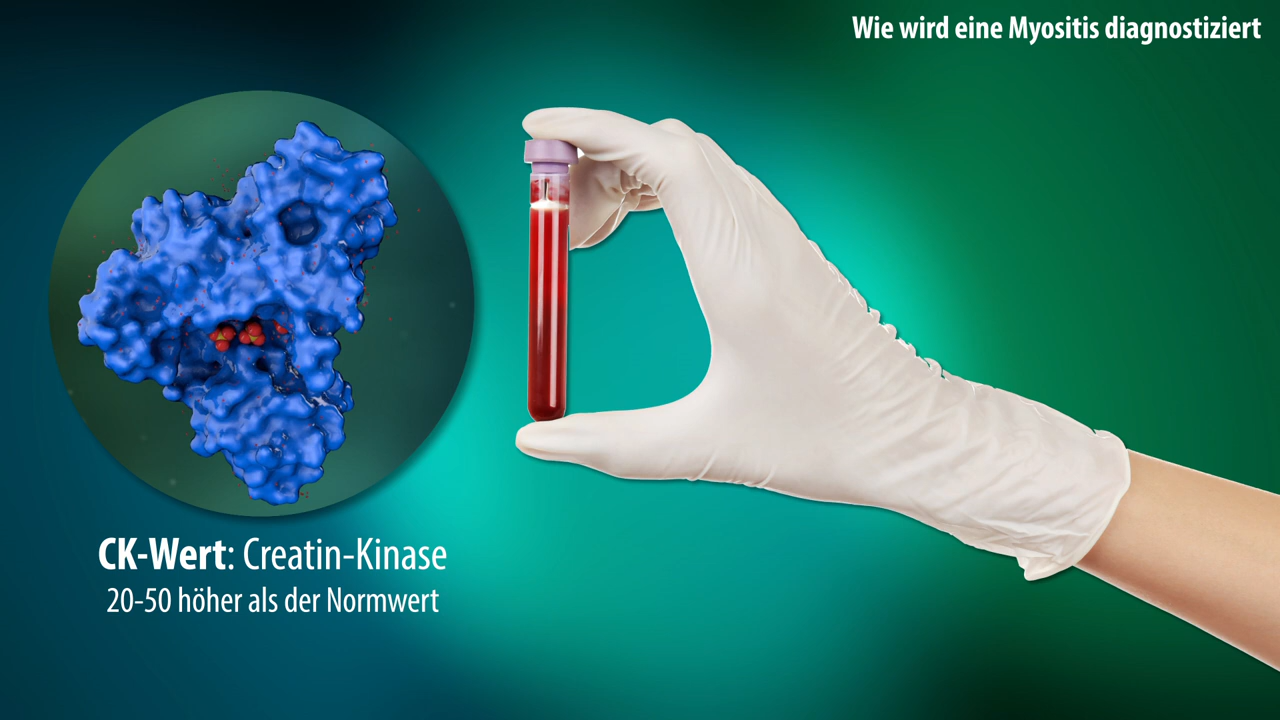 Wie wird eine Myositis diagnostiziert
CK-Wert: Creatin-Kinase
20-50 höher als der Normwert